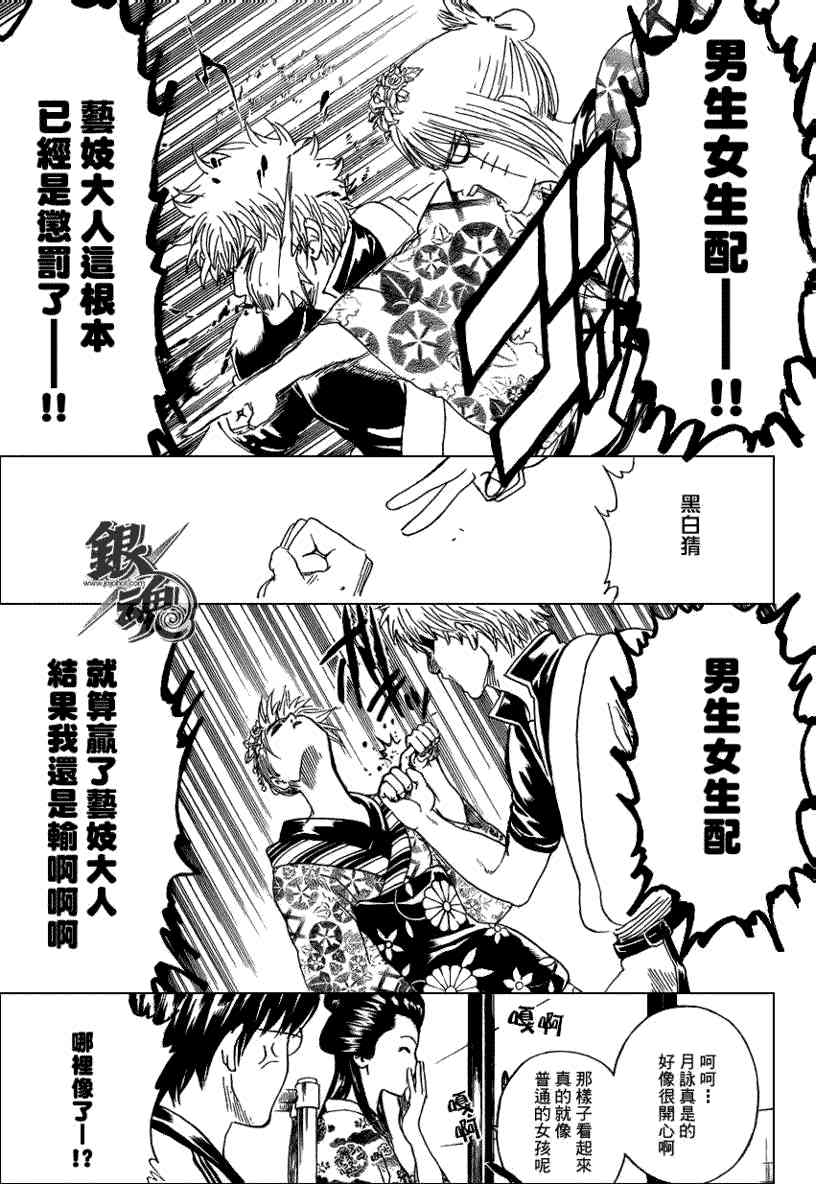 男生女生配——!!
藝妓大人這根本
已經是懲罰了——!!
黑白猜
銀魂
www.jojohot.com
男生女生配
就算贏了藝妓大人
結果我還是輸啊啊啊
呵呵…
月詠真是的
好像很開心啊
那樣子看起來
真的就像
普通的女孩呢
嘎啊
嘎啊
哪裡像了—!?